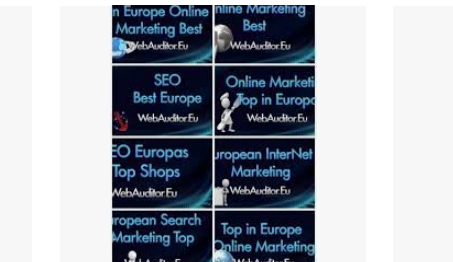 n Europe Online
Marketing Best
WebAuditor.Eu
nline Marketing
Best
WebAuditor.Eu
SEO
Best Europe
WebAuditor.Eu
Online Marketi
Top in Europ
WebAuditor.Eu
EO Europas
Top Shops
WebAuditor.Eu
uropean InterNet
Marketing
WebAuditor.Eu
uropean Search
Marketing Top
Top in Europe
Online Marketing